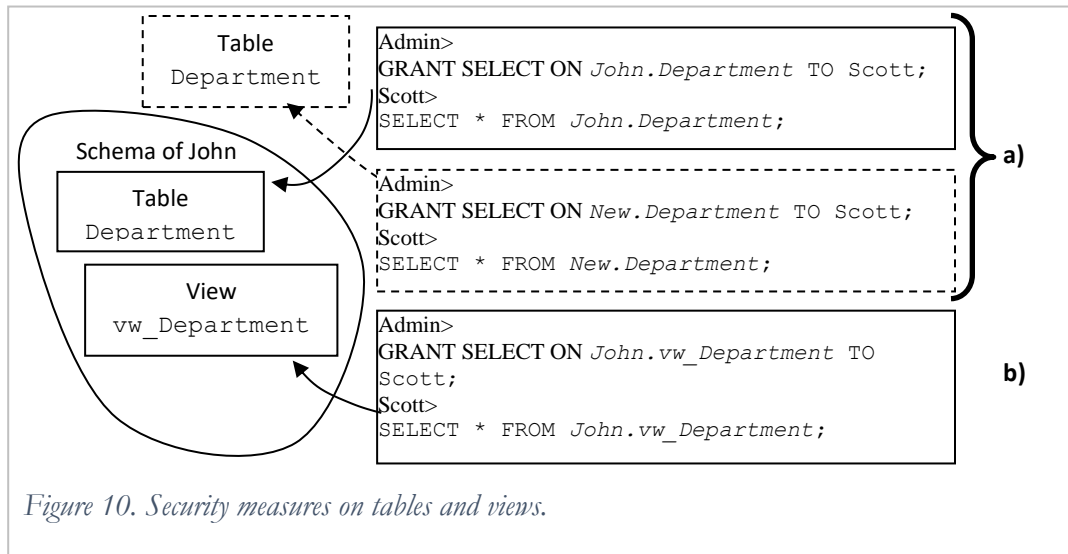 Table
Department
Schema of John
Table
Department
View
vw_Department
Admin>
GRANT SELECT ON John.Department TO Scott;
Scott>
SELECT * FROM John.Department;
Admin>
GRANT SELECT ON New.Department TO Scott;
Scott>
SELECT * FROM New.Department;
a)
Admin>
GRANT SELECT ON John.vw_Department TO
Scott;
Scott>
SELECT * FROM John.vw_Department;
b)
Figure 10. Security measures on tables and views.